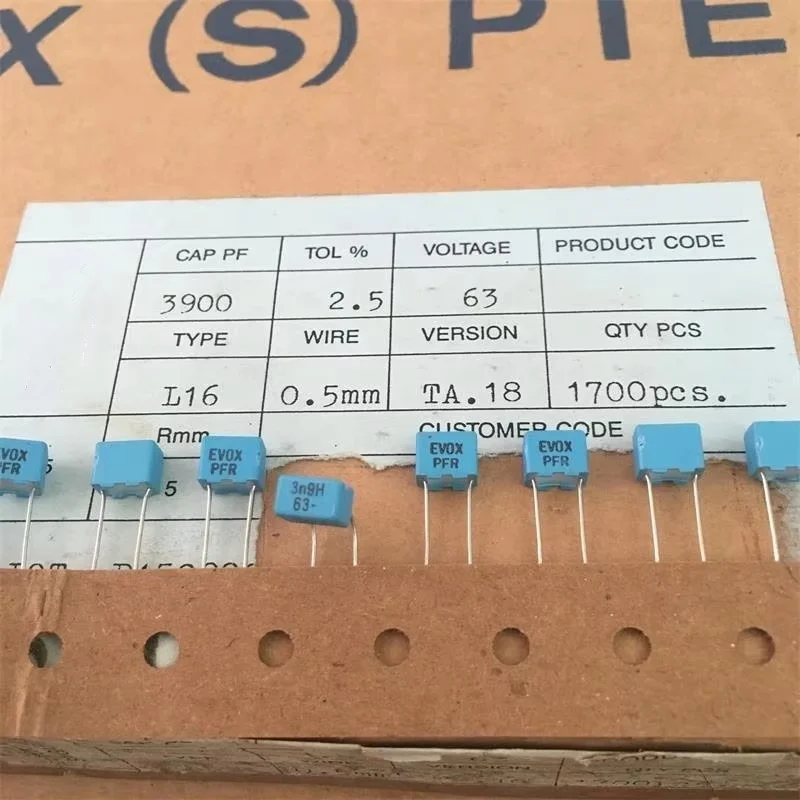 X (S) PIE
CAP PF TOL % VOLTAGE PRODUCT CODE
3900 2.5 63
TYPE WIRE VERSION QTY PCS
L16 0.5mm TA.18 1700pcs.
Rmm CUSTOMER CODE
5
EVOX
PFR
EVOX
PFR
3n9H
63-
EVOX
PFR
EVOX
PFR